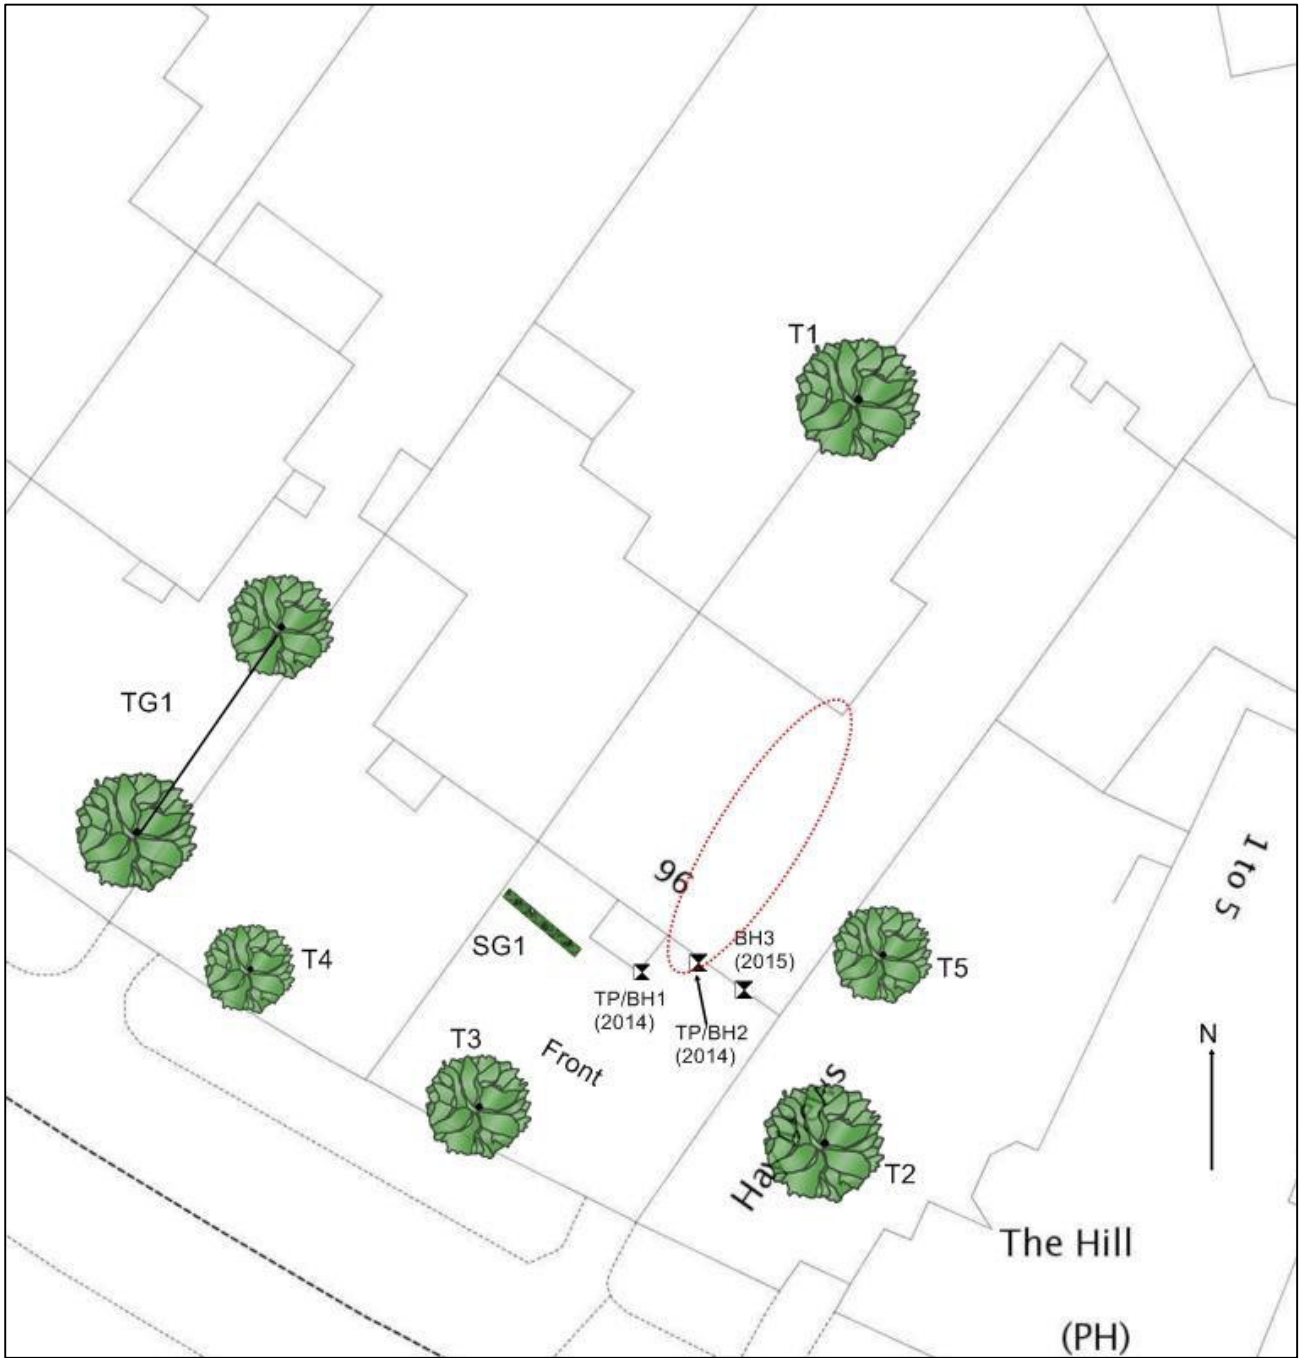 T1
TG1
96
1 to 5
SG1
BH3
(2015)
T4
T5
TP/BH1
(2014)
TP/BH2
(2014)
T3
Front
N
T2
The Hill
(PH)